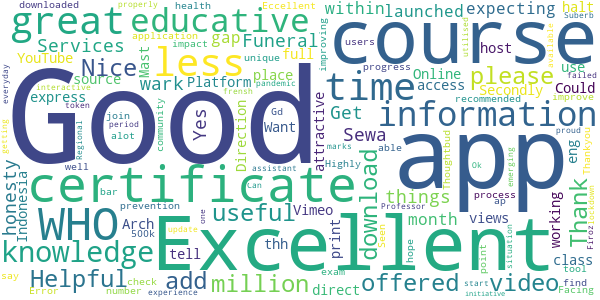 downloaded
health
Eccellent
properly
great
educative
within
launched
expecting
halt
Suberb
everyday
YouTube
application
impact
gap
Funeral
Services
full
course
host
users
improving
Nice
less
unique
Mast
Platform
place
source
time
please
Online
access
progress
use
utilised
available
interactive
pandemic
express
wark
Yes
Get
Secondly
Could
failed
improve
Good
app
information
recommended
token
join
period
alot
community
Gd
Want
frensh
Direction
attractive
Sewa
able
eng
getting
Regional
well
marks
Highly
Thoughtbud
process
ap
emerging
Ok
proud
Thankyou
certificate
assistant
Can
Professor
honesty
Indonesia
bar
one
prevention
Arch
500k
useful
Vimeo
print
download
things
month
views
working
Thank
Firoz
lockdown
WHO
update
tell
thh
Excellent
hope
Seen
situation
class
tool
find
Facing
knowledge
add
million
exam
offered
video
point
start
initiative
say
Helpful
check
Error
number
experience
direct